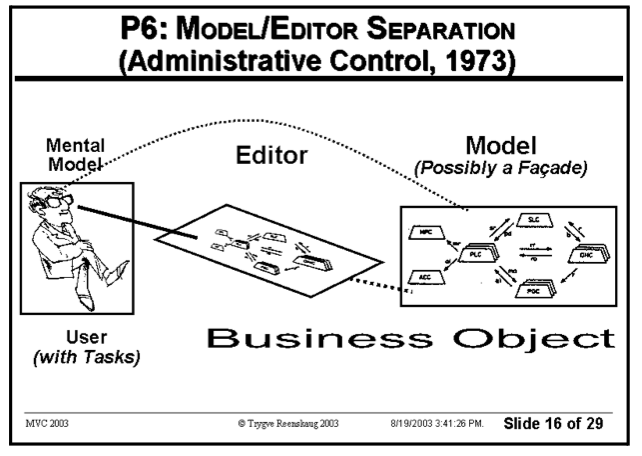 P6: MODEL/EDITOR SEPARATION
(Administrative Control, 1973)
Mental
Model
Editor
Model
(Possibly a Façade)
SLC
MPC
PLC
OHC
ACC
PGC
User
(with Tasks)
Business Object
MVC 2003
© Trygve Reenskaug 2003
8/19/2003 3:41:26 PM.
Slide 16 of 29